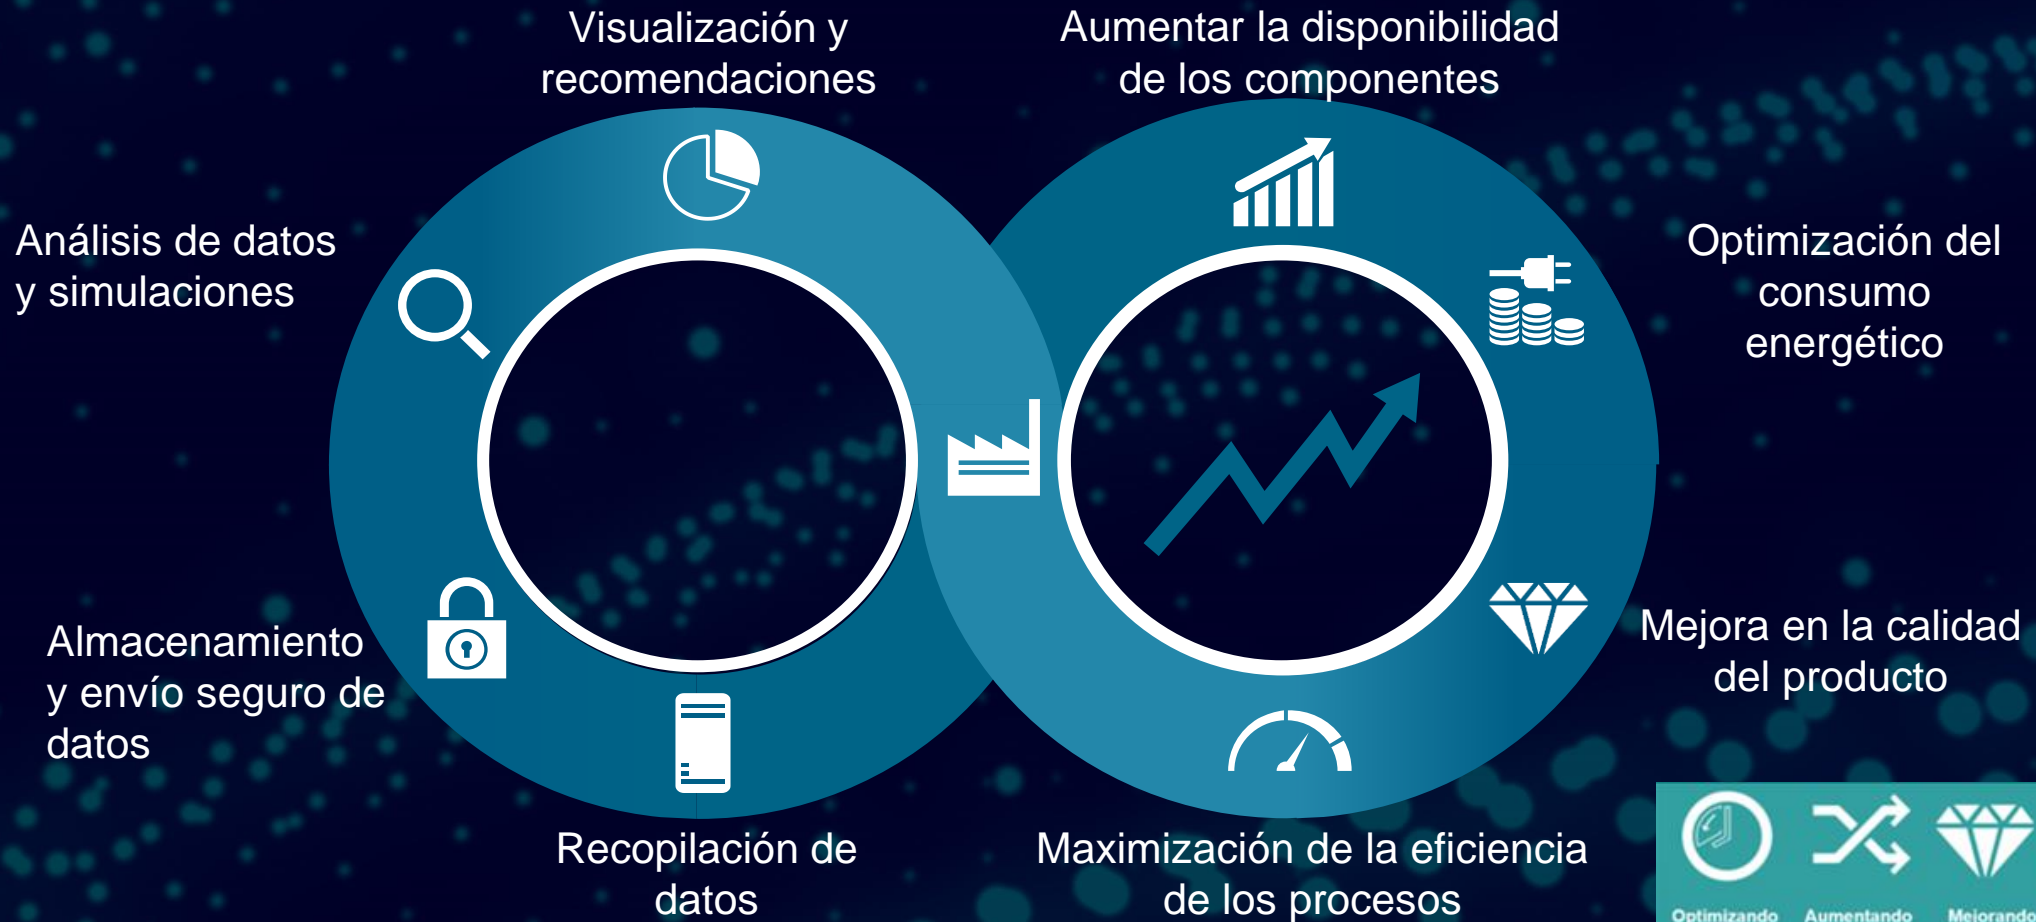 Visualización y
recomendaciones
Aumentar la disponibilidad
de los componentes
Análisis de datos
y simulaciones
Optimización del
consumo
energético
Almacenamiento
y envío seguro de
datos
Mejora en la calidad
del producto
Recopilación de
datos
Maximización de la eficiencia
de los procesos
Optimizando
Aumentando
Mejorando